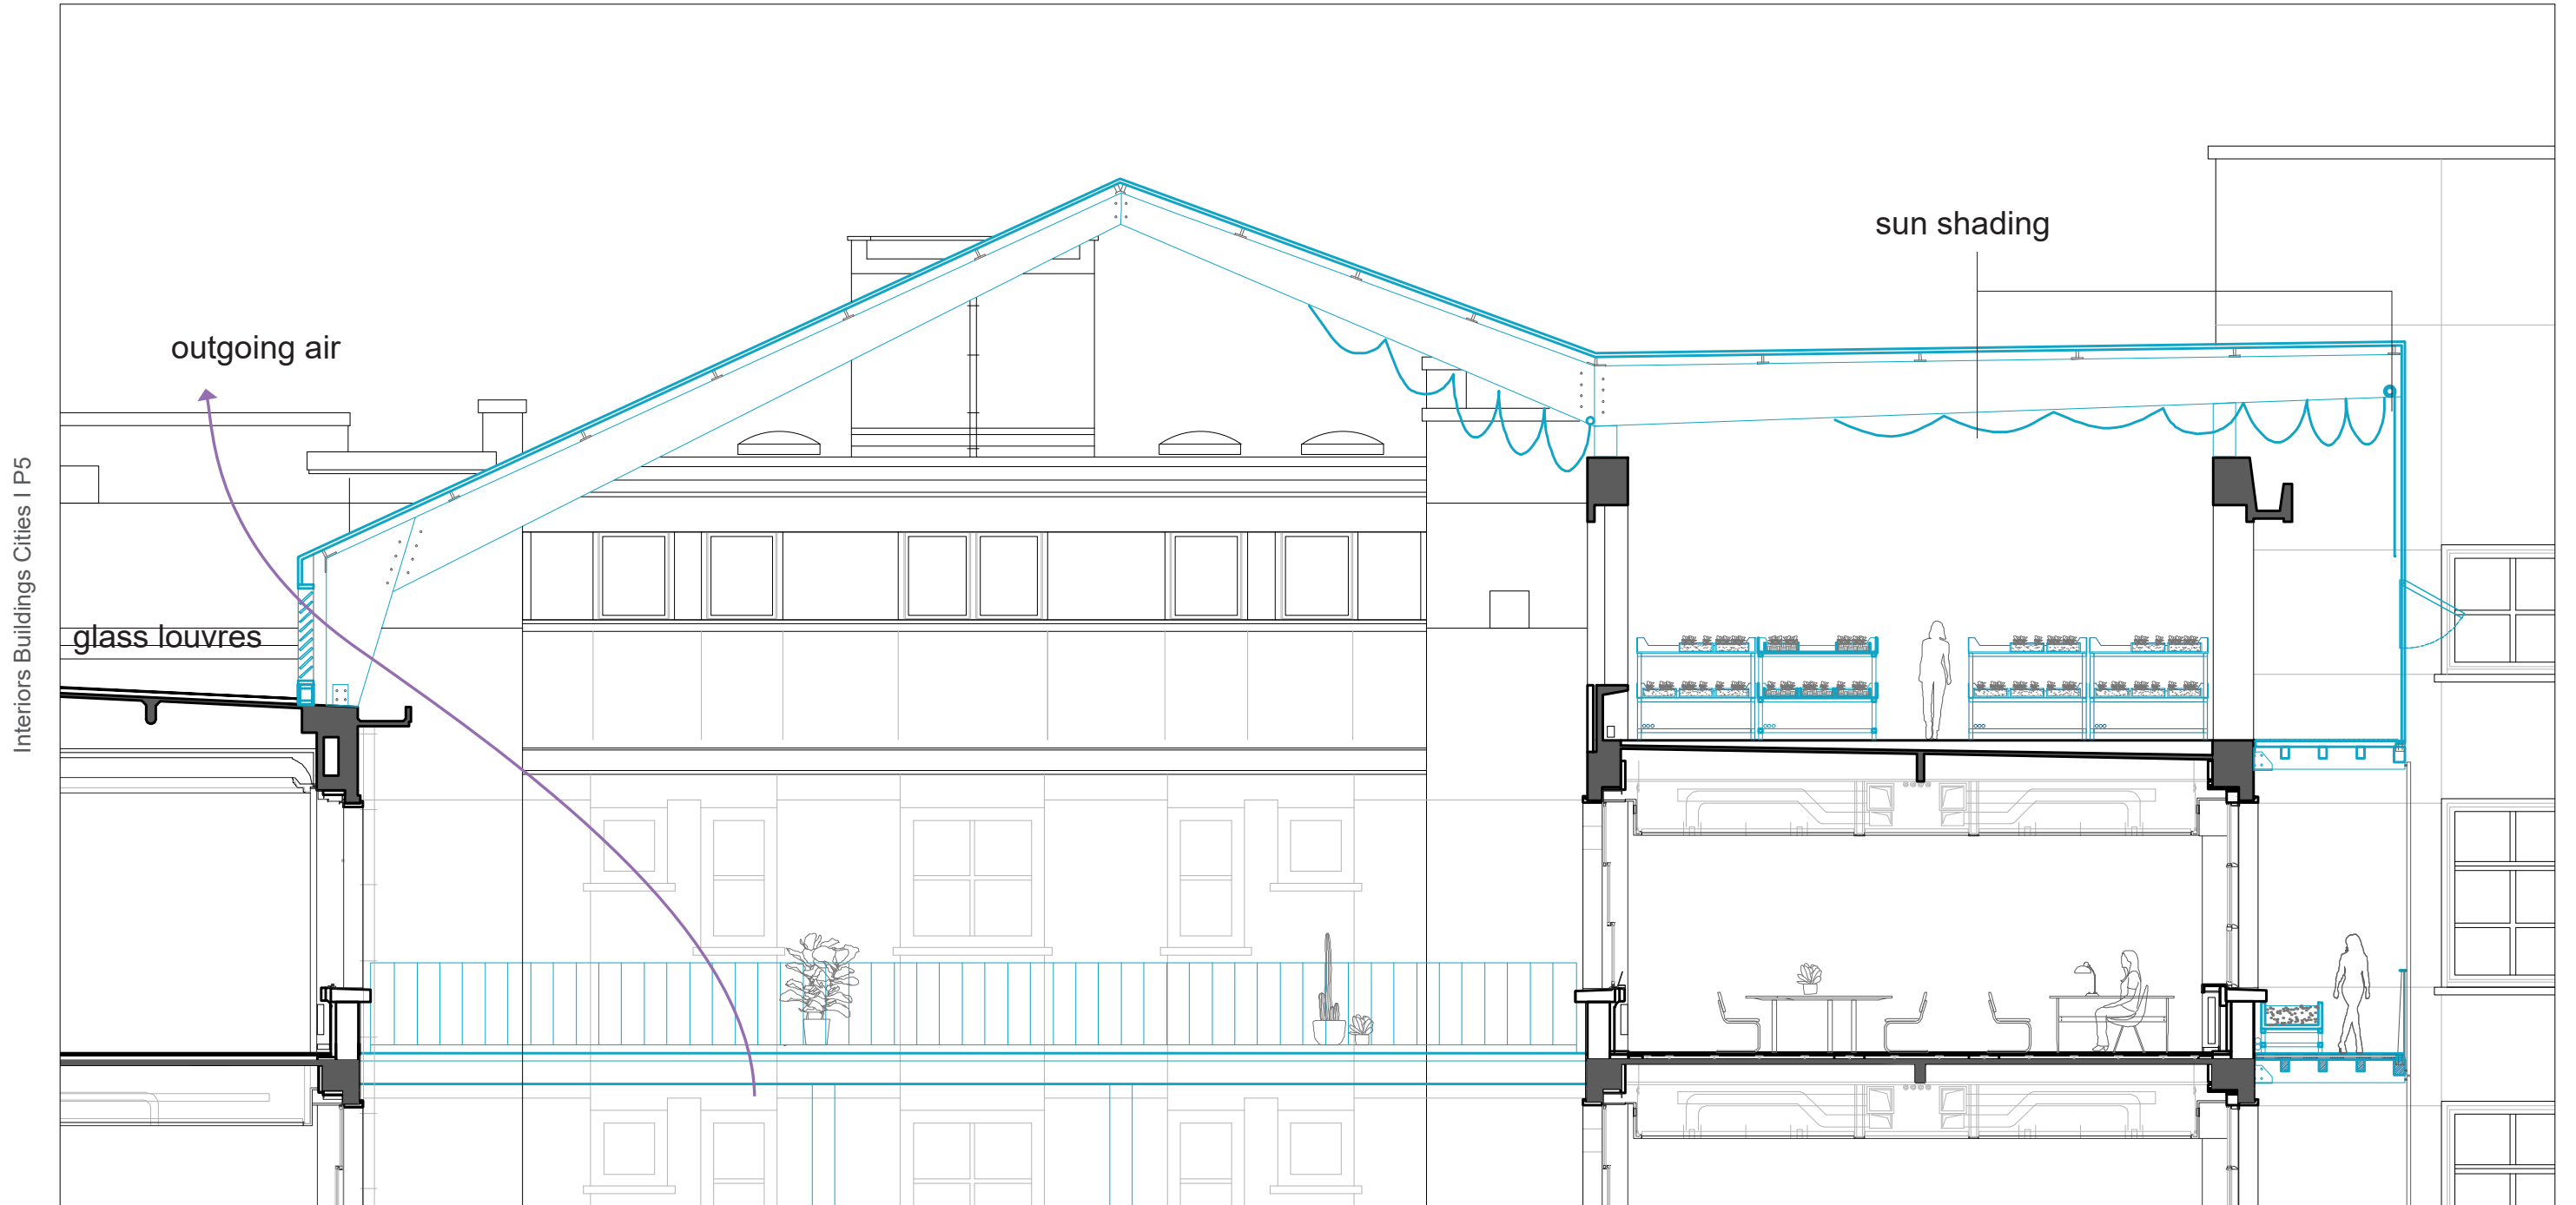 Interiors Buildings Cities I P5
sun shading
outgoing air
glass louvres